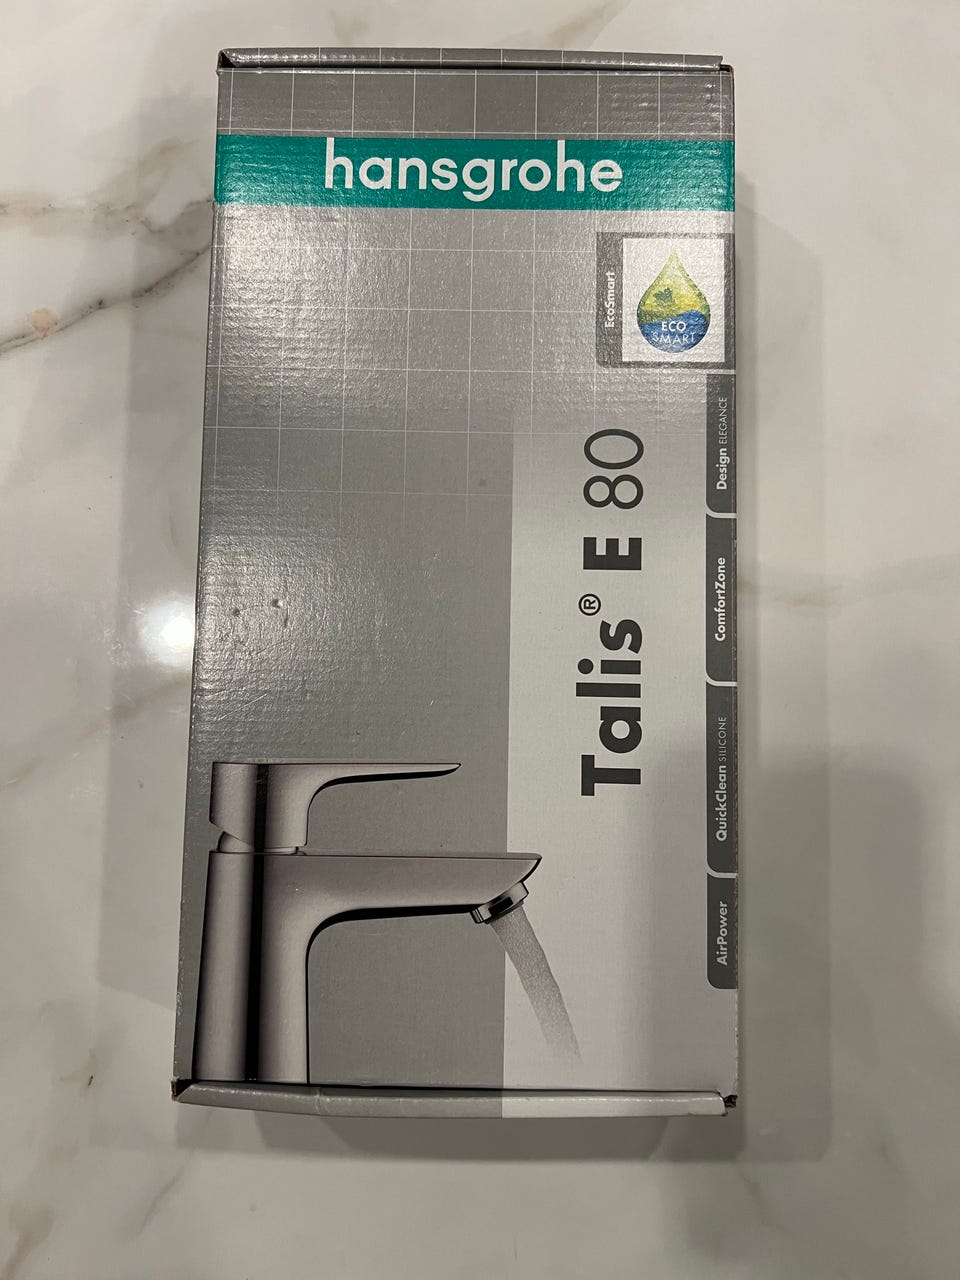 hansgrohe
EcoSmart
ECO
SMART
Talis® E 80
Design ELEGANCE
ComfortZone
QuickClean SILICONE
AirPower